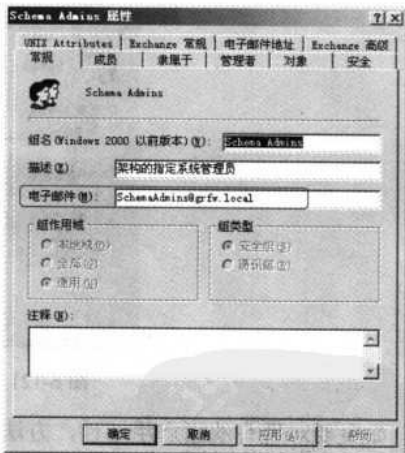 Schema Admins 属性
UNIX Attributes Exchange 常规 电子邮件地址 Exchange 高级
常规 成员 隶属于 管理者 对象 安全
Schema Admins
组名(Windows 2000 以前版本)(W): Schema Admins
描述(E): 架构的指定系统管理员
电子邮件(M): SchemaAdmins@grfw.local
组作用域 组类型
本地域(O) 安全组(S)
全局(G) 通讯组(D)
通用(U)
注释(N):
确定 取消 应用(A) 帮助